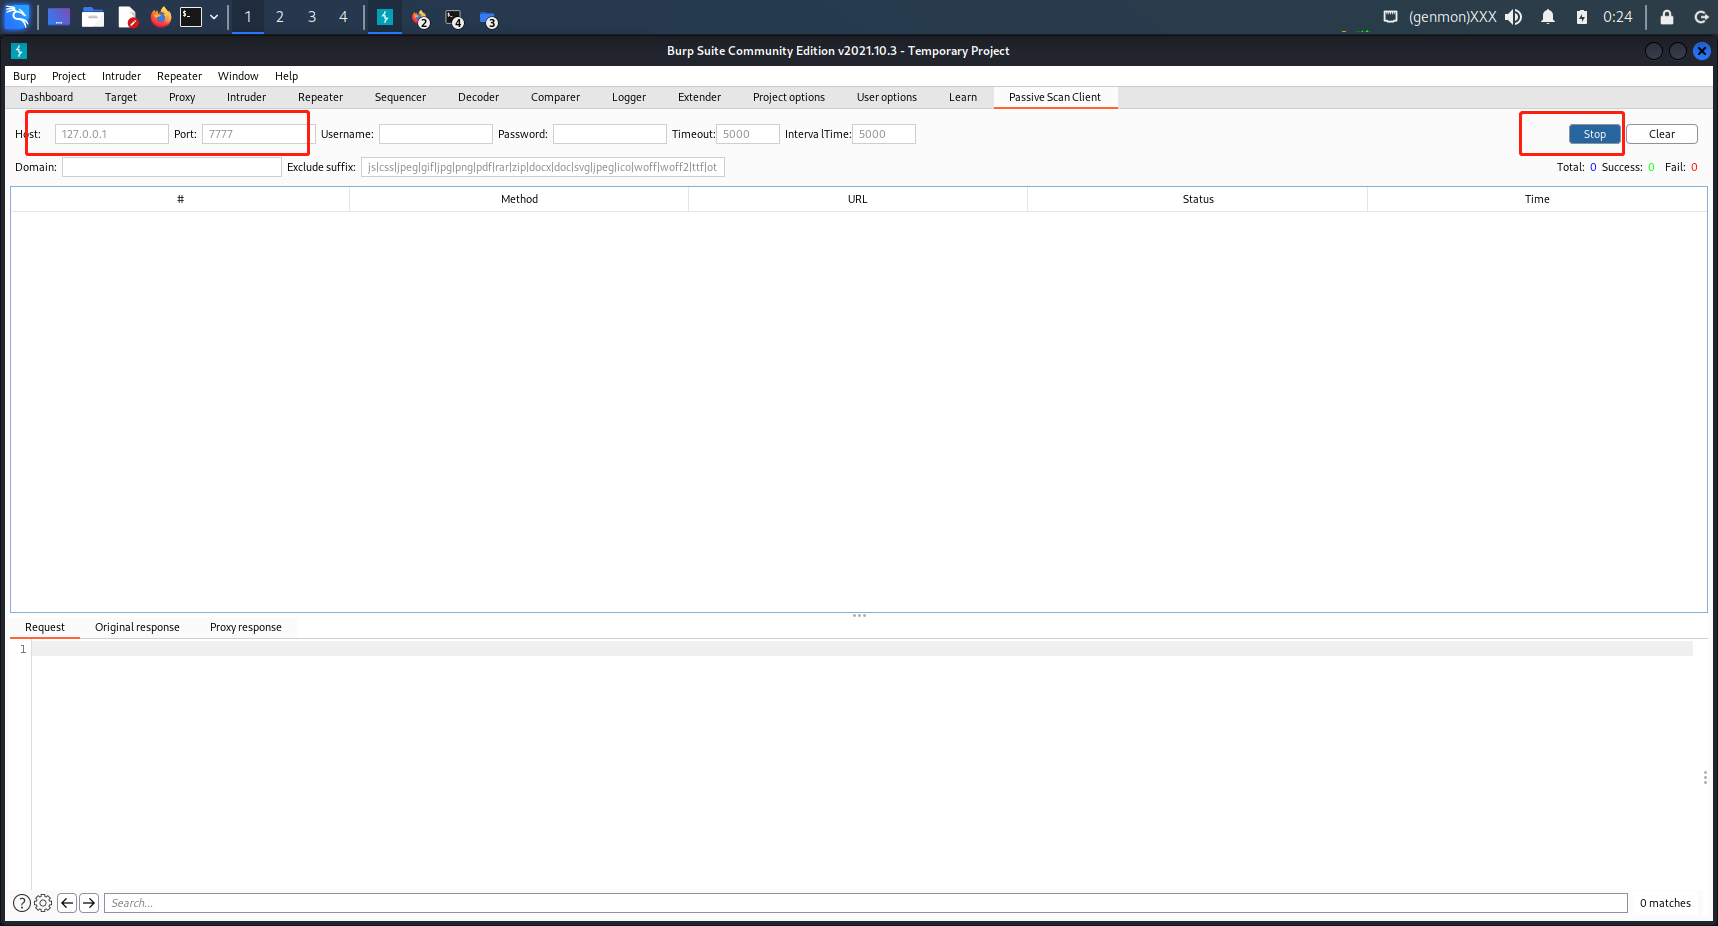 1 2 3 4 2 4 3 (genmon)XXX 0:24
Burp Suite Community Edition v2021.10.3 - Temporary Project
Burp Project Intruder Repeater Window Help
Dashboard Target Proxy Intruder Repeater Sequencer Decoder Comparer Logger Extender Project options User options Learn Passive Scan Client
Host: 127.0.0.1 Port: 7777 Username: Password: Timeout: 5000 IntervalTime: 5000 Stop Clear
Domain: Exclude suffix: js|css|jpeg|gif|jpg|png|pdf|rar|zip|docx|doc|svg|jpeg|ico|woff|woff2|ttf|ot Total: 0 Success: 0 Fail: 0
# Method URL Status Time
Request Original response Proxy response
1
? Search... 0 matches